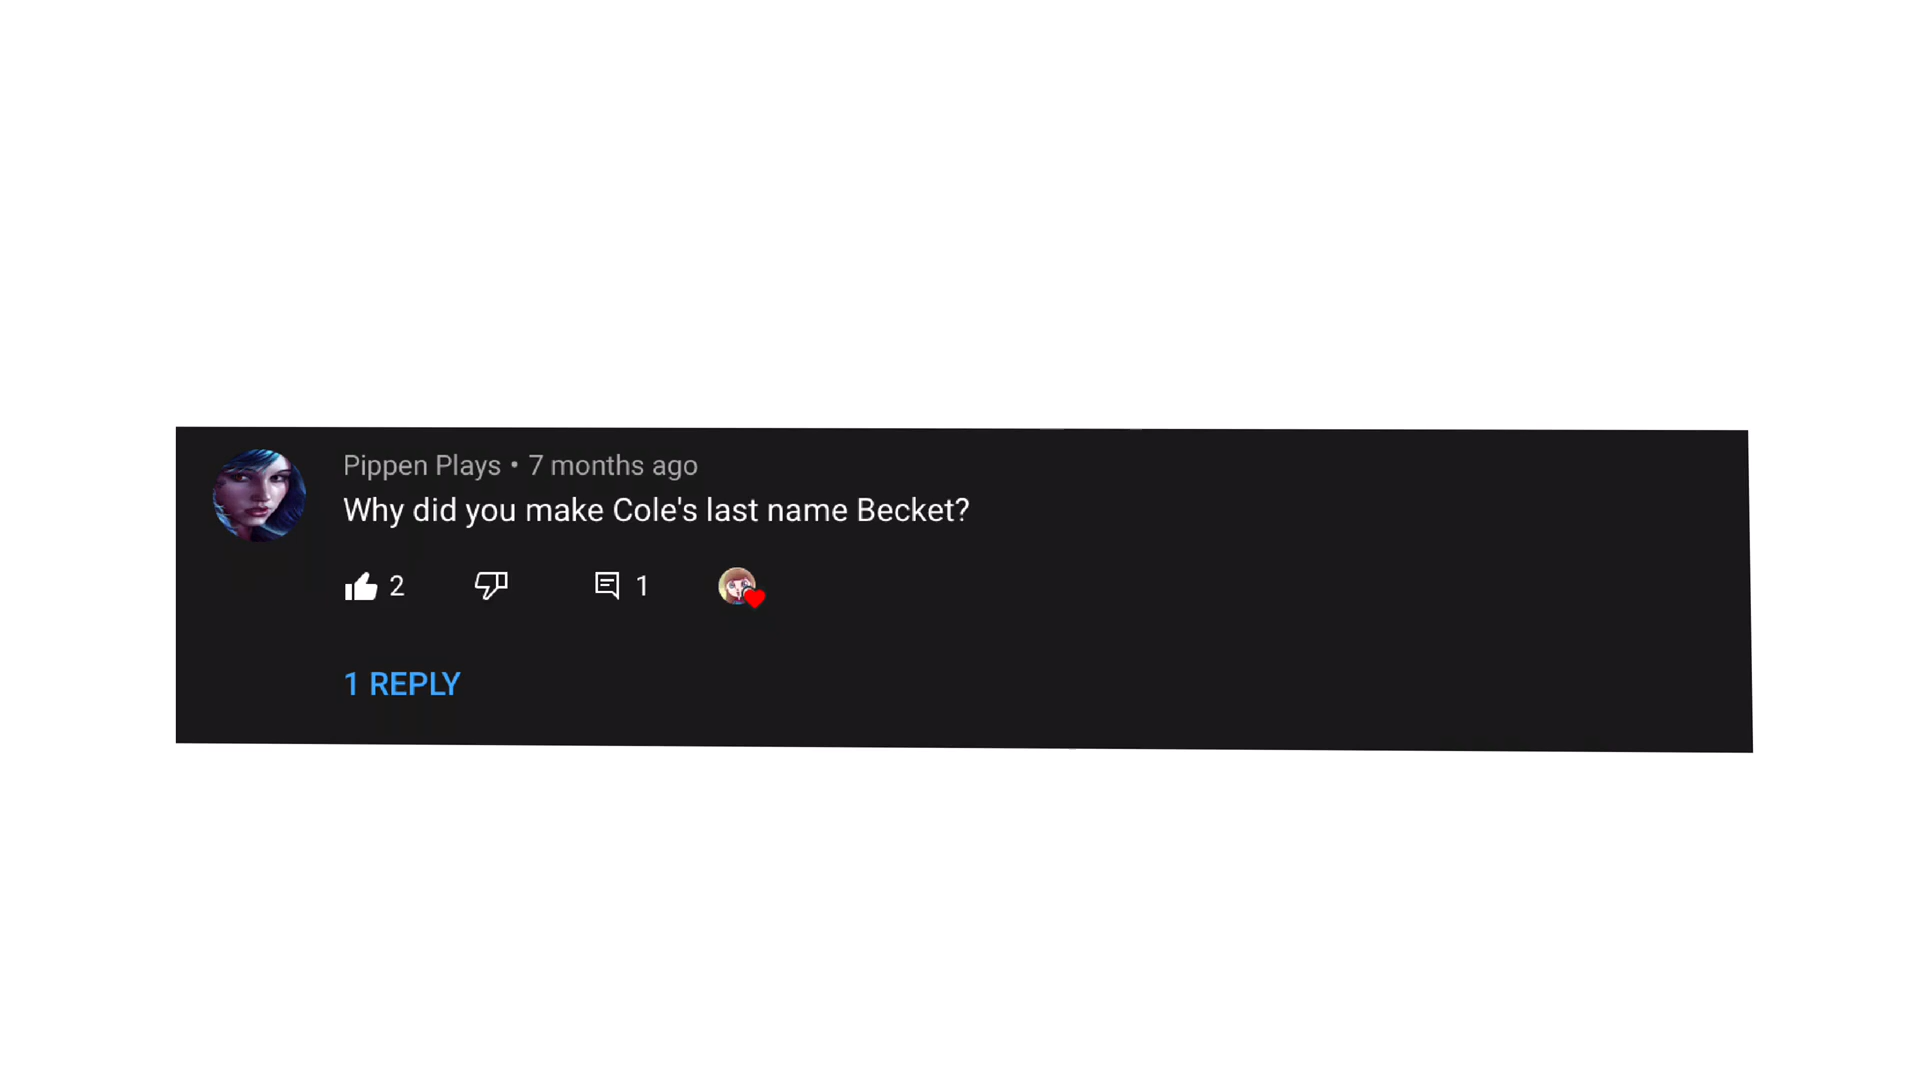 Pippen Plays • 7 months ago
Why did you make Cole's last name Becket?
2
1
1 REPLY